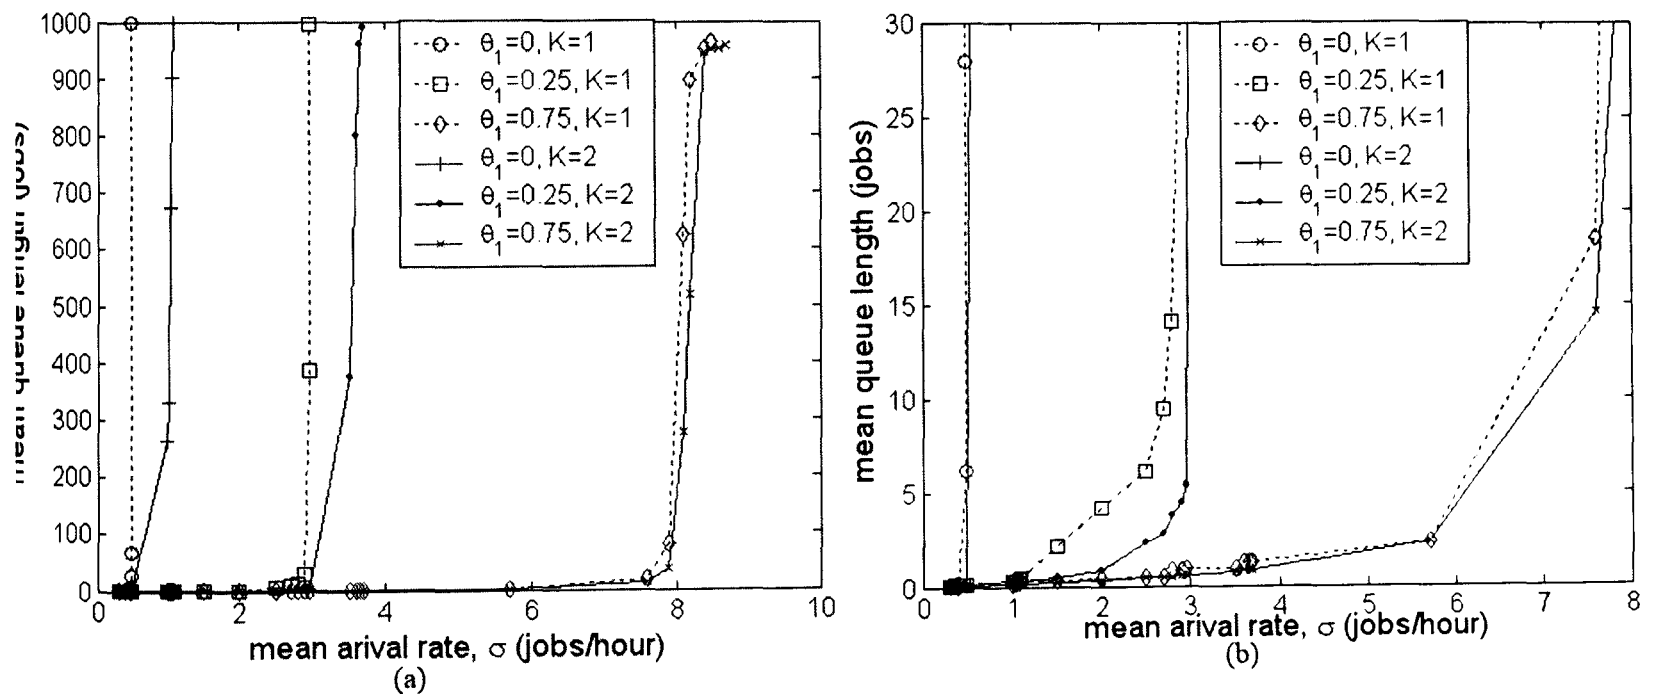 1000
900
800
700
600
500
400
300
200
100
0
0 2 4 6 8 10
mean queue length (jobs)
mean arival rate, σ (jobs/hour)
(a)
θ1=0, K=1
θ1=0.25, K=1
θ1=0.75, K=1
θ1=0, K=2
θ1=0.25, K=2
θ1=0.75, K=2
30
25
20
15
10
5
0
0 1 2 3 4 5 6 7 8
mean queue length (jobs)
mean arival rate, σ (jobs/hour)
(b)
θ1=0, K=1
θ1=0.25, K=1
θ1=0.75, K=1
θ1=0, K=2
θ1=0.25, K=2
θ1=0.75, K=2